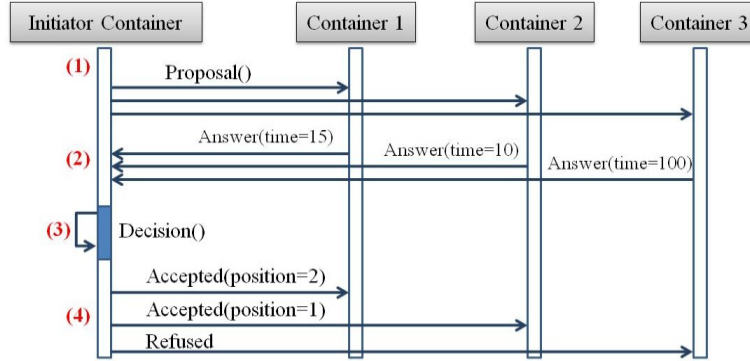 Initiator Container Container 1 Container 2 Container 3
(1)
Proposal()
Answer(time=15)
(2)
Answer(time=10)
Answer(time=100)
(3) Decision()
Accepted(position=2)
(4) Accepted(position=1)
Refused